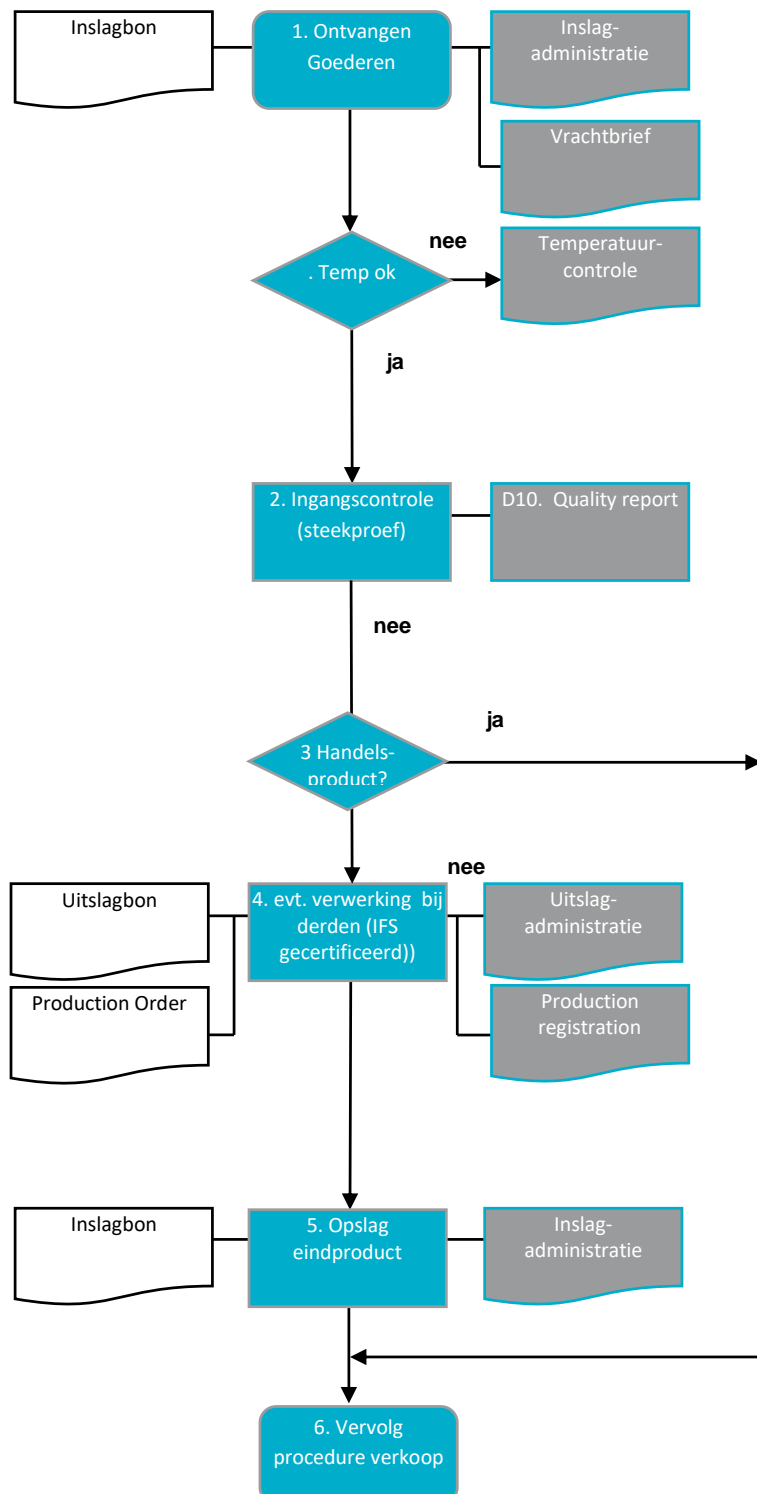 Inslagbon
1. Ontvangen
Goederen
Inslag-
administratie
Vrachtbrief
nee
. Temp ok
Temperatuur-
controle
ja
2. Ingangscontrole
(steekproef)
D10.  Quality report
nee
ja
3 Handels-
product?
nee
Uitslagbon
4. evt. verwerking  bij
derden (IFS
gecertificeerd))
Uitslag-
administratie
Production Order
Production
registration
Inslagbon
5. Opslag
eindproduct
Inslag-
administratie
6. Vervolg
procedure verkoop